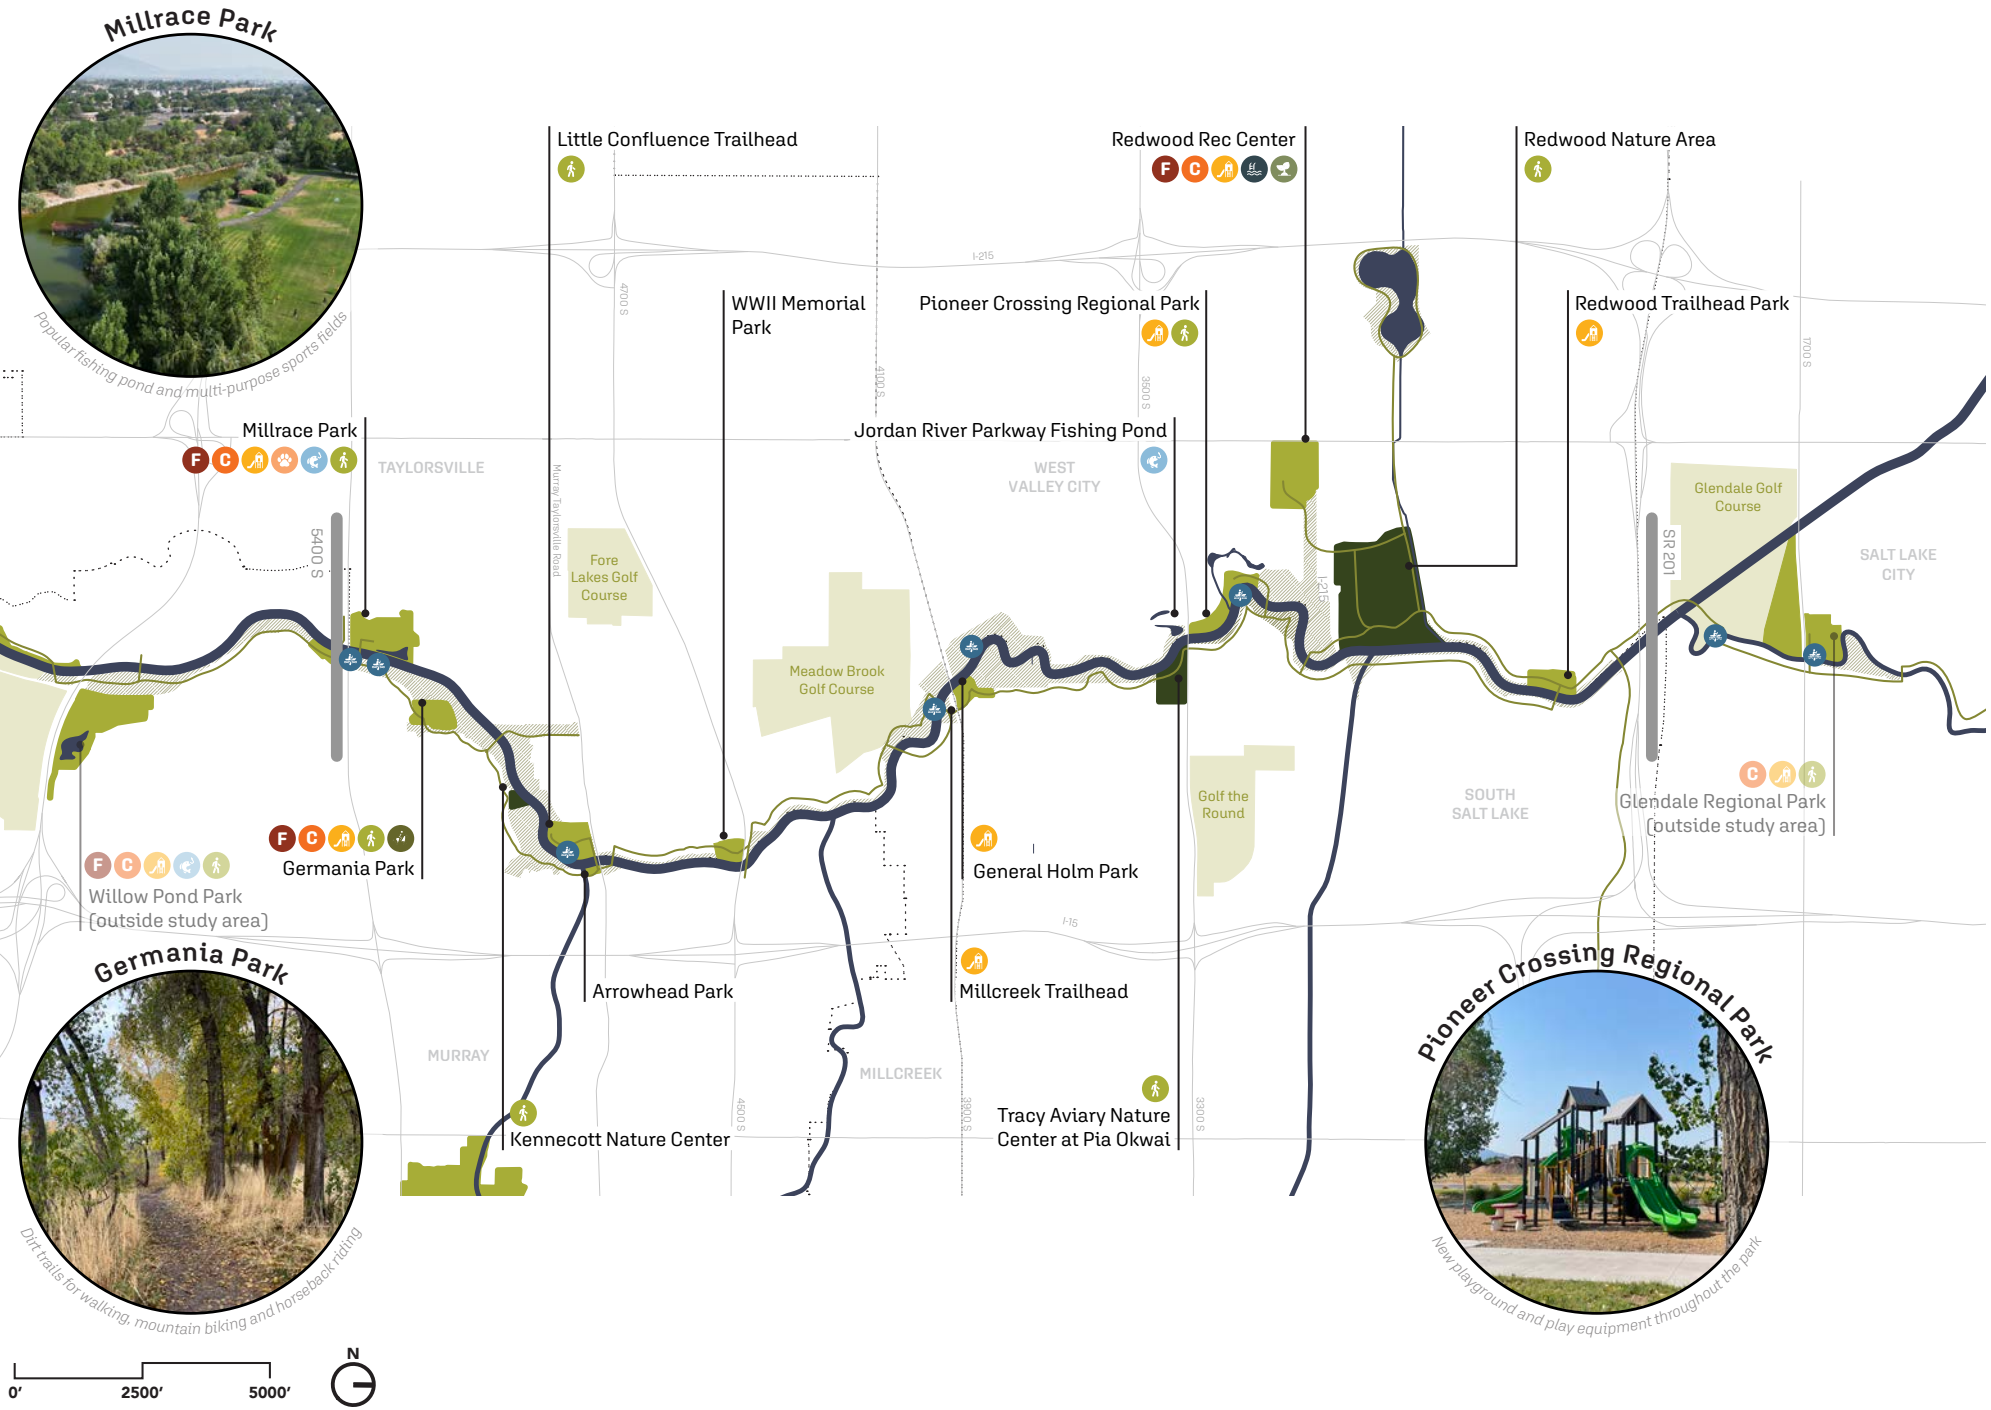 Millrace Park
Popular fishing pond and multi-purpose sports fields
Little Confluence Trailhead
Redwood Rec Center
F C
Redwood Nature Area
I-215
4700 S
WWII Memorial
Park
Pioneer Crossing Regional Park
Redwood Trailhead Park
1700 S
4100 S
3500 S
Millrace Park
F C
TAYLORSVILLE
Jordan River Parkway Fishing Pond
WEST
VALLEY CITY
Murray Taylorsville Road
Glendale Golf
Course
5400 S
SR 201
SALT LAKE
CITY
Fore
Lakes Golf
Course
I-215
Meadow Brook
Golf Course
Golf the
Round
SOUTH
SALT LAKE
C
Glendale Regional Park
(outside study area)
F C
Germania Park
F C
Willow Pond Park
(outside study area)
General Holm Park
I-15
Arrowhead Park
Millcreek Trailhead
MURRAY
MILLCREEK
4500 S
3900 S
3300 S
Kennecott Nature Center
Tracy Aviary Nature
Center at Pia Okwai
Germania Park
Dirt trails for walking, mountain biking and horseback riding
Pioneer Crossing Regional Park
New playground and play equipment throughout the park
0' 2500' 5000'
N